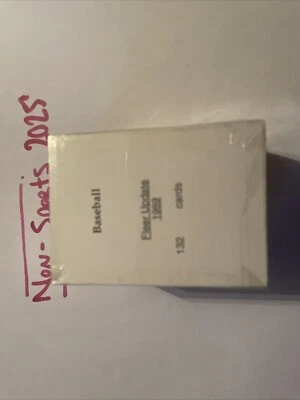 Non-Sports 2025
Baseball
Fleer Update
1989
132 cards